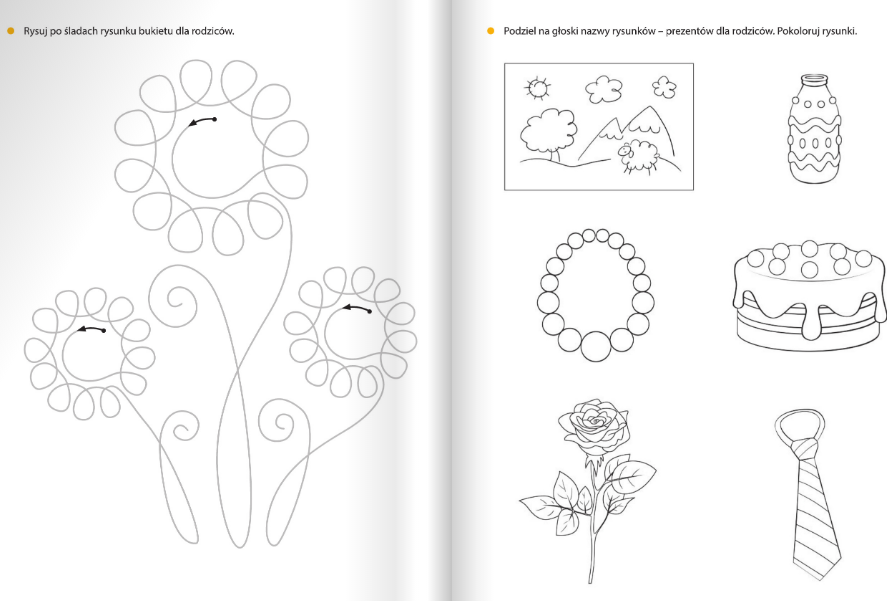 Rysuj po śladach rysunku bukietu dla rodziców.
Podziel na głoski nazwy rysunków – prezentów dla rodziców. Pokoloruj rysunki.